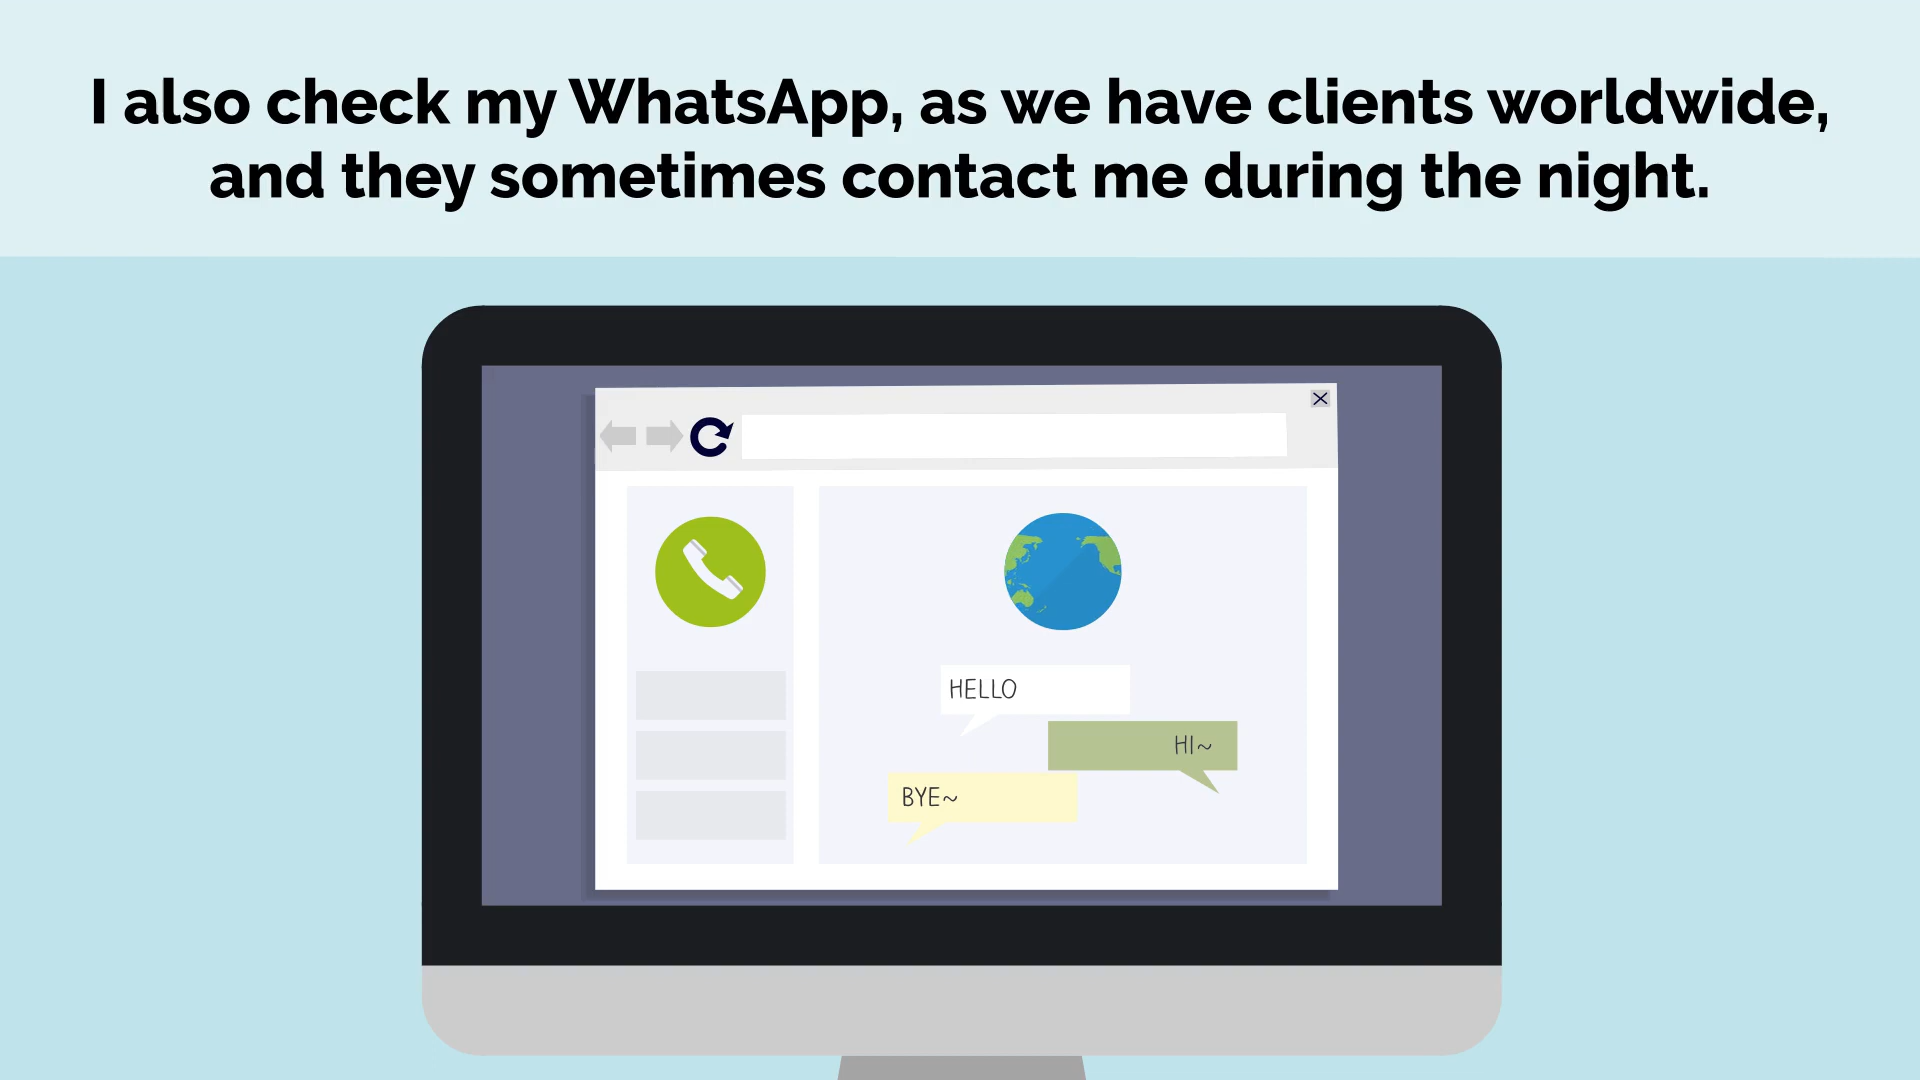 I also check my WhatsApp, as we have clients worldwide,
and they sometimes contact me during the night.
HELLO
HI~
BYE~